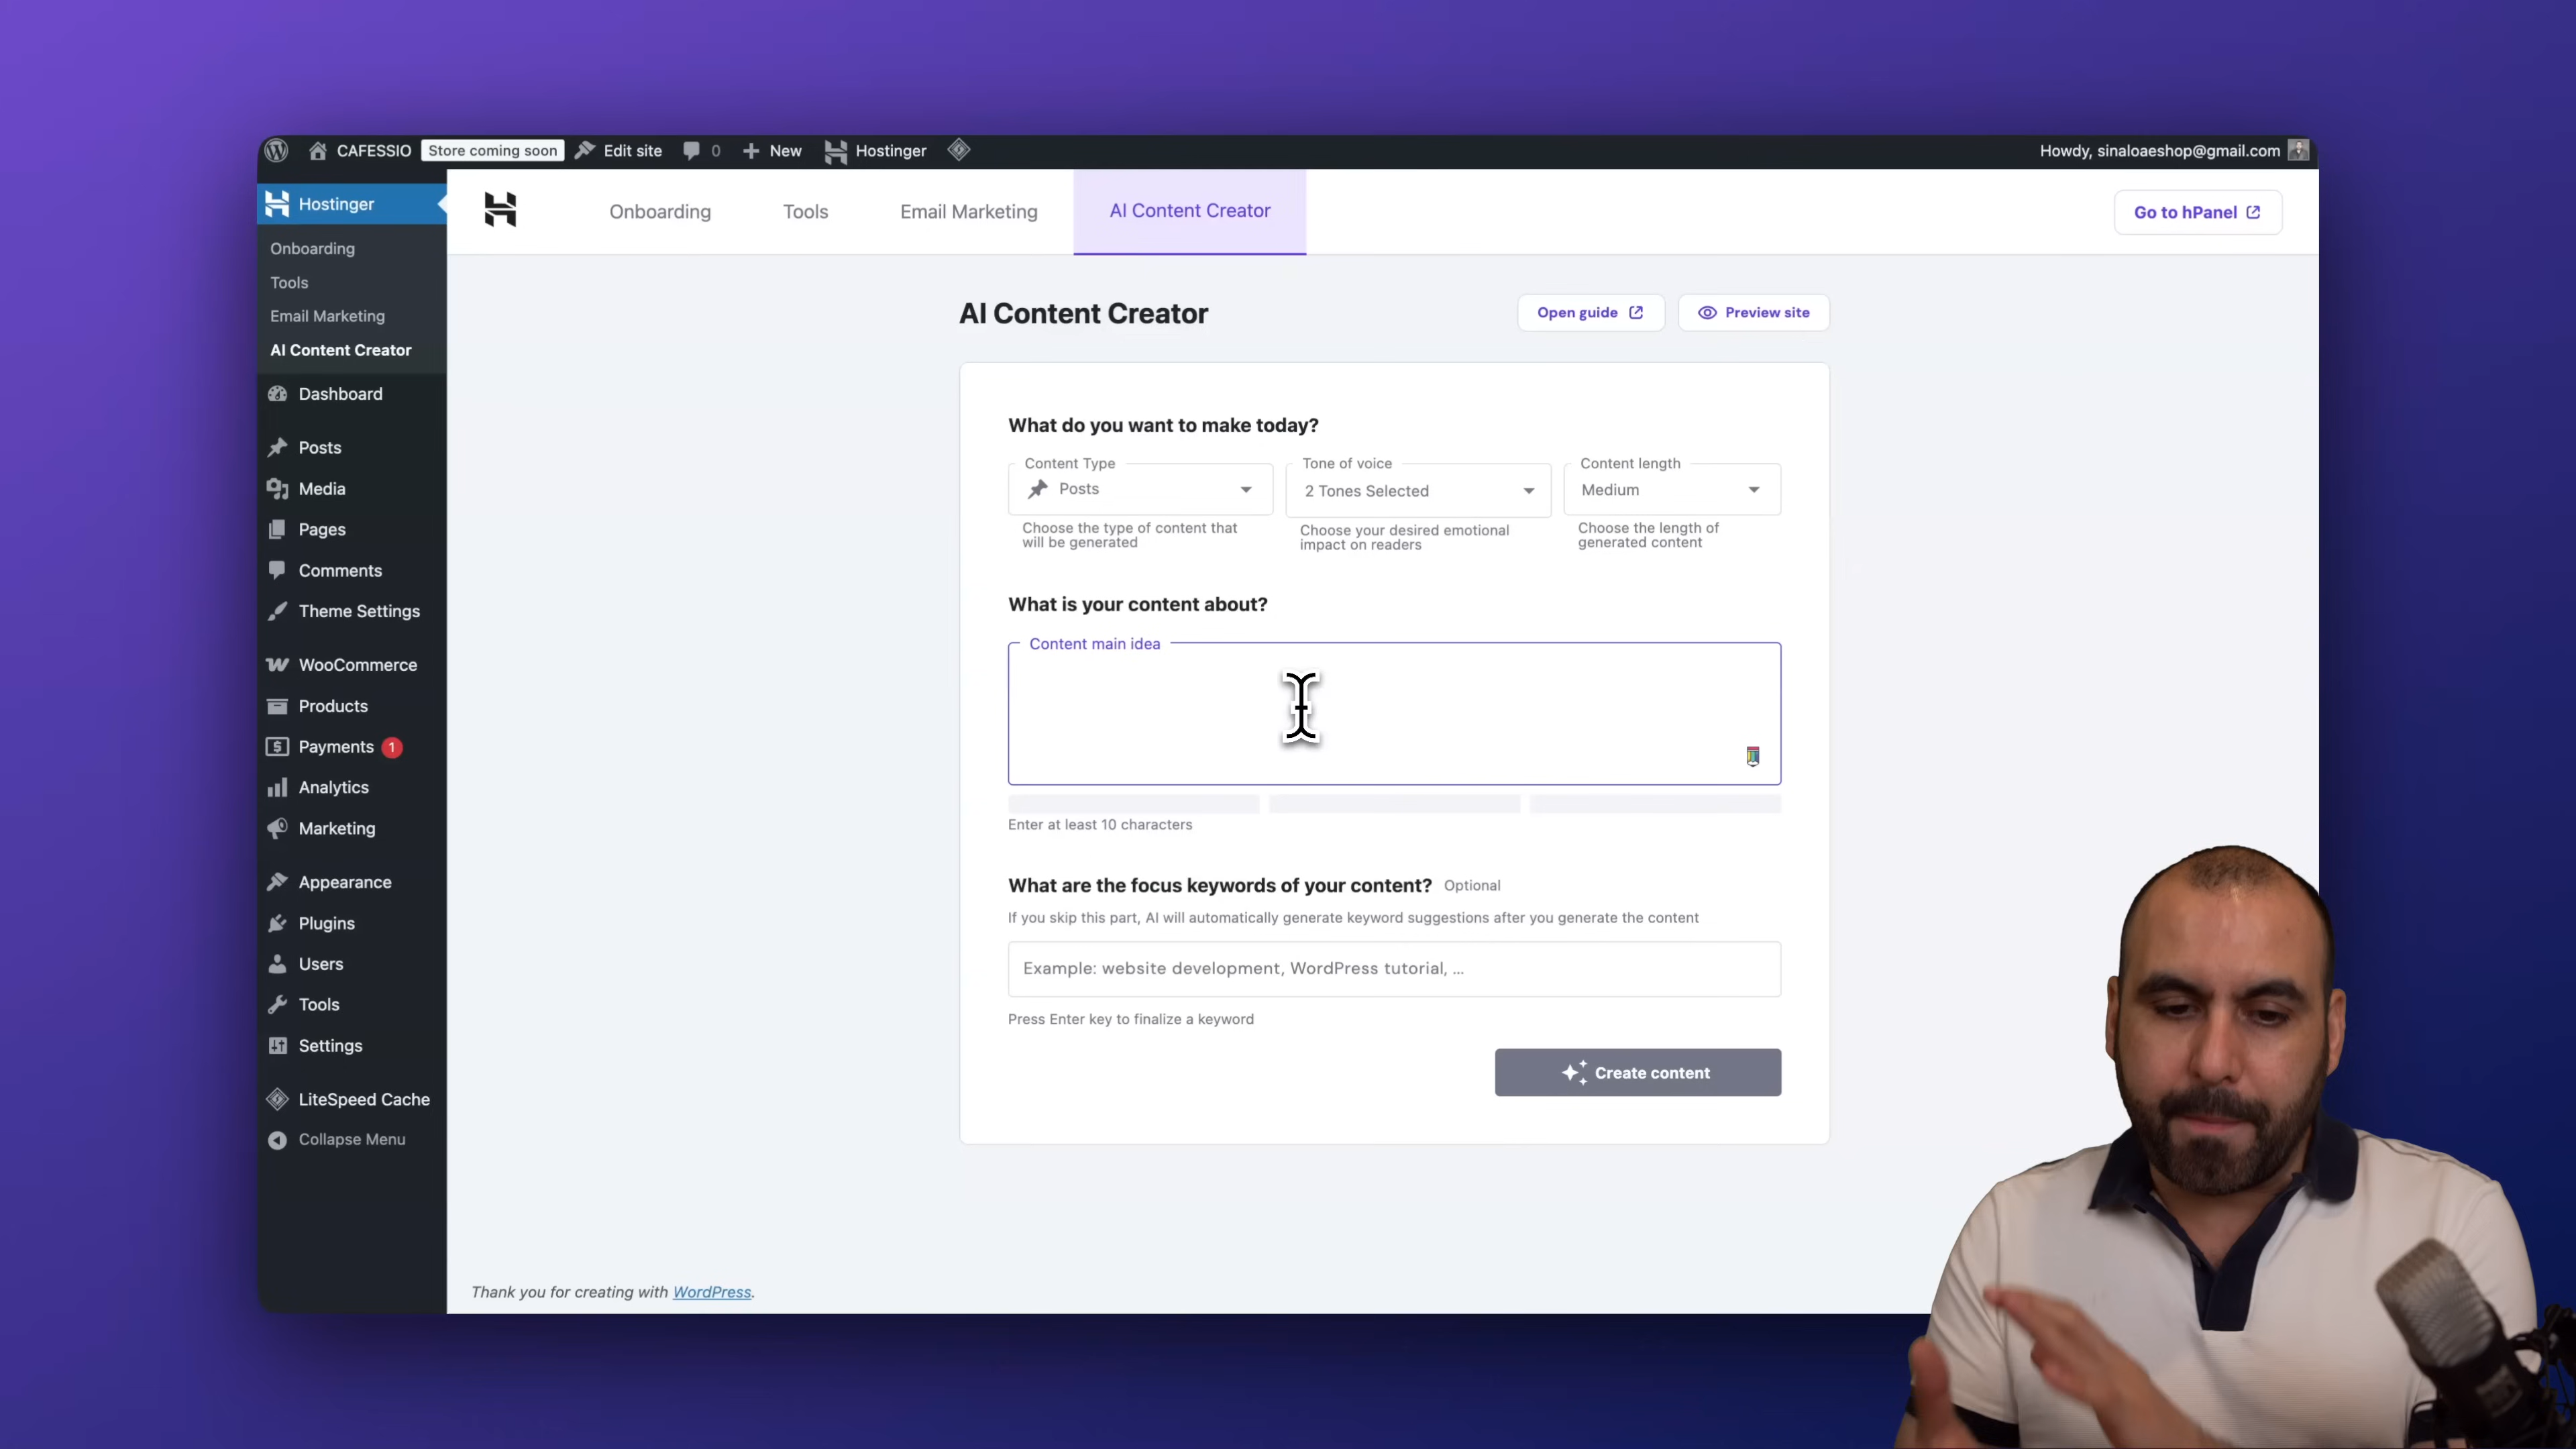 CAFESSIO Store coming soon Edit site 0 New Hostinger Howdy, sinaloaeshop@gmail.com
Hostinger
Onboarding
Tools
Email Marketing
AI Content Creator
Dashboard
Posts
Media
Pages
Comments
Theme Settings
WooCommerce
Products
Payments 1
Analytics
Marketing
Appearance
Plugins
Users
Tools
Settings
LiteSpeed Cache
Collapse Menu
Onboarding Tools Email Marketing AI Content Creator Go to hPanel
AI Content Creator Open guide Preview site
What do you want to make today?
Content Type Tone of voice Content length
Posts 2 Tones Selected Medium
Choose the type of content that
will be generated
Choose your desired emotional
impact on readers
Choose the length of
generated content
What is your content about?
Content main idea
Enter at least 10 characters
What are the focus keywords of your content? Optional
If you skip this part, AI will automatically generate keyword suggestions after you generate the content
Example: website development, WordPress tutorial, ...
Press Enter key to finalize a keyword
Create content
Thank you for creating with WordPress.